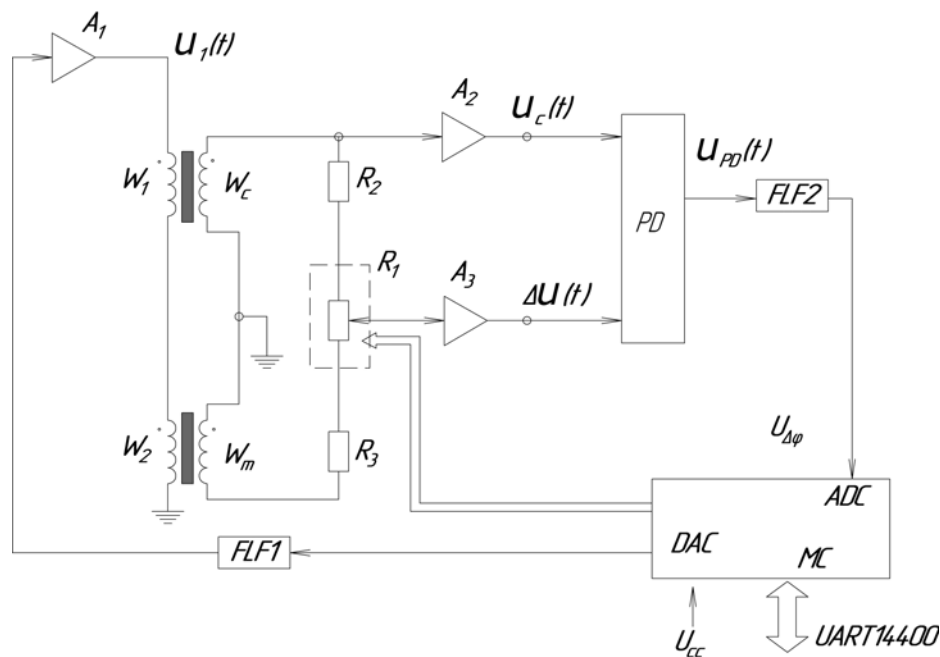 A1
u1(t)
A2
uc(t)
uPD(t)
W1
Wc
R2
FLF2
PD
R1
A3
Δu(t)
W2
Wm
R3
UΔφ
ADC
DAC
MC
FLF1
Ucc
UART14400